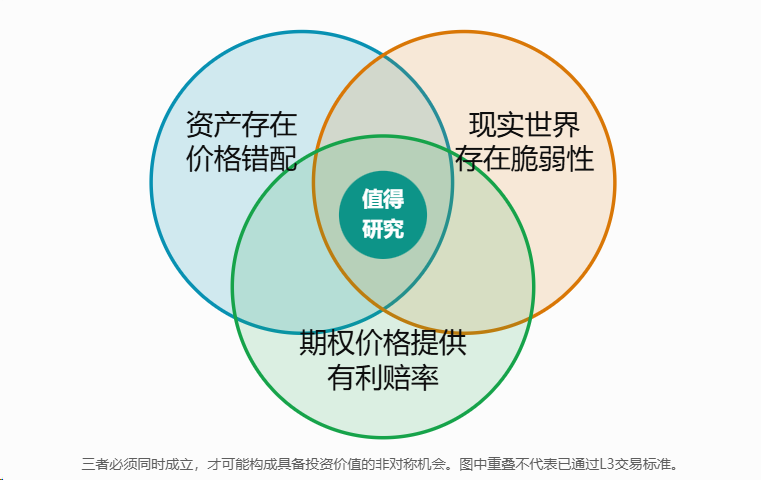 资产存在
价格错配
现实世界
存在脆弱性
值得
研究
期权价格提供
有利赔率
三者必须同时成立，才可能构成具备投资价值的非对称机会。图中重叠不代表已通过L3交易标准。